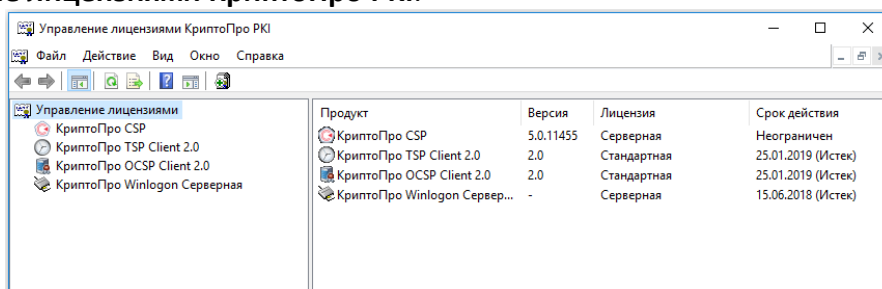 лицензиями КриптоПро PKI.
Управление лицензиями КриптоПро PKI
Файл Действие Вид Окно Справка
Управление лицензиями
КриптоПро CSP
КриптоПро TSP Client 2.0
КриптоПро OCSP Client 2.0
КриптоПро Winlogon Серверная
Продукт Версия Лицензия Срок действия
КриптоПро CSP 5.0.11455 Серверная Неограничен
КриптоПро TSP Client 2.0 2.0 Стандартная 25.01.2019 (Истек)
КриптоПро OCSP Client 2.0 2.0 Стандартная 25.01.2019 (Истек)
КриптоПро Winlogon Сервер... - Серверная 15.06.2018 (Истек)